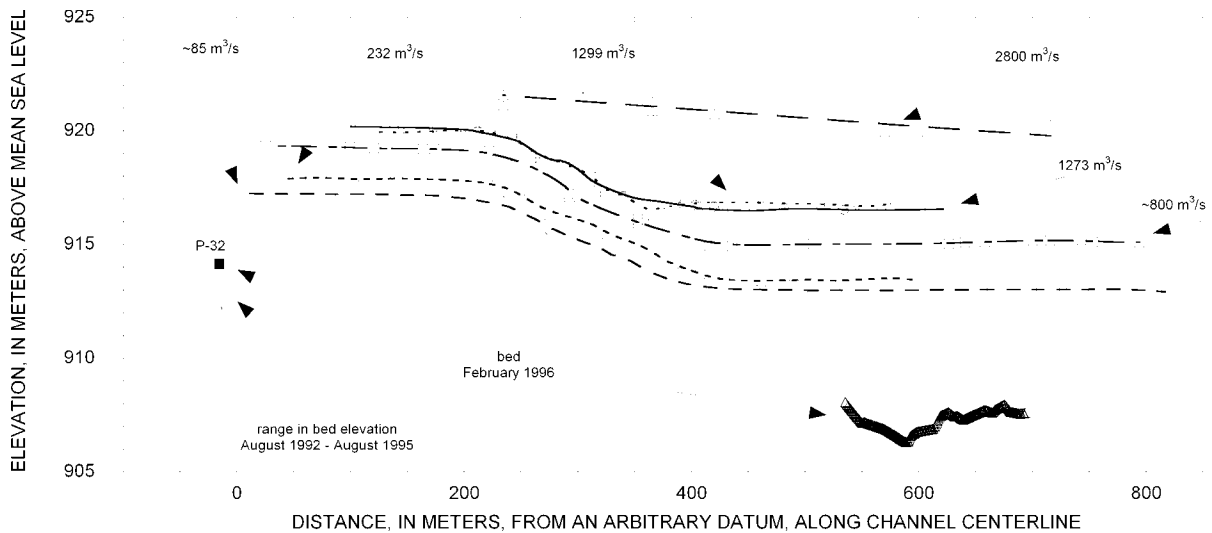 925
920
915
910
905
ELEVATION, IN METERS, ABOVE MEAN SEA LEVEL
~85 m³/s
232 m³/s
1299 m³/s
2800 m³/s
1273 m³/s
~800 m³/s
P-32
bed
February 1996
range in bed elevation
August 1992 - August 1995
0
200
400
600
800
DISTANCE, IN METERS, FROM AN ARBITRARY DATUM, ALONG CHANNEL CENTERLINE